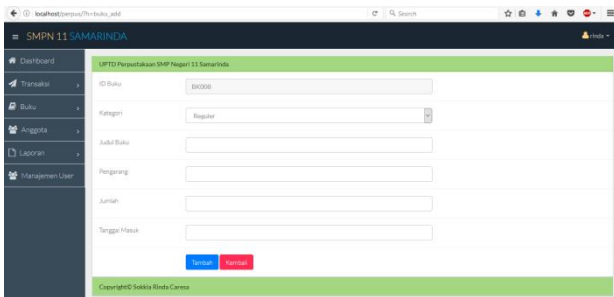 localhost/perpus/?h=buku_add
Search
SMPN 11 SAMARINDA
rinda
Dashboard
UPTD Perpustakaan SMP Negeri 11 Samarinda
Transaksi
ID Buku
BK008
Buku
Kategori
Reguler
Anggota
Judul Buku
Laporan
Manajemen User
Pengarang
Jumlah
Tanggal Masuk
Tambah Kembali
Copyright© Sokkia Rinda Caresa